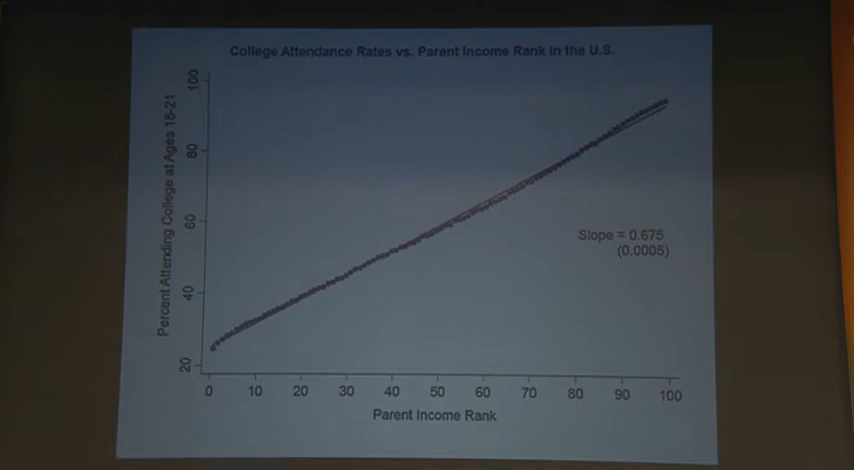 College Attendance Rates vs. Parent Income Rank in the U.S.
Percent Attending College at Ages 18-21
100
80
60
40
20
Slope = 0.675
(0.0005)
0 10 20 30 40 50 60 70 80 90 100
Parent Income Rank